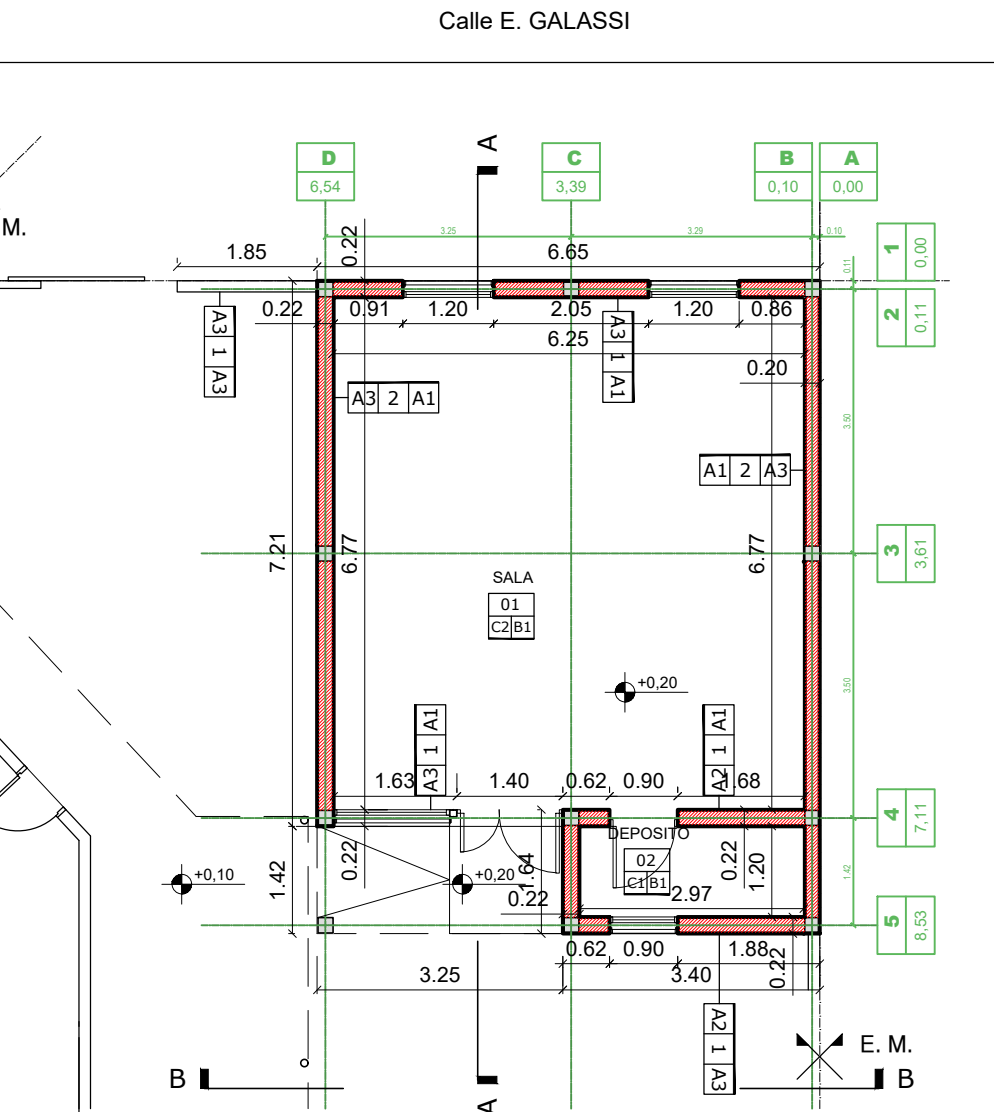 Calle E. GALASSI
A
D
6,54
C
3,39
B
0,10
A
0,00
M.
3.25
3.29
0.10
1
0,00
1.85
0.22
6.65
0.11
0.22
0.91
1.20
2.05
1.20
0.86
2
0,11
6.25
A3 1 A3
A3 1 A1
0.20
A3 2 A1
3.50
A1 2 A3
7.21
6.77
6.77
3
3,61
SALA
01
C2 B1
+0,20
3.50
A3 1 A1
A2 1 A1
1.63
1.40
0.62
0.90
1.68
4
7,11
DEPOSITO
02
C1 B1
+0,10
1.42
0.22
+0,20
1.64
0.22
0.22
1.20
2.97
1.42
5
8,53
0.62
0.90
1.88
0.22
3.25
3.40
A2 1 A3
E. M.
B
B
A